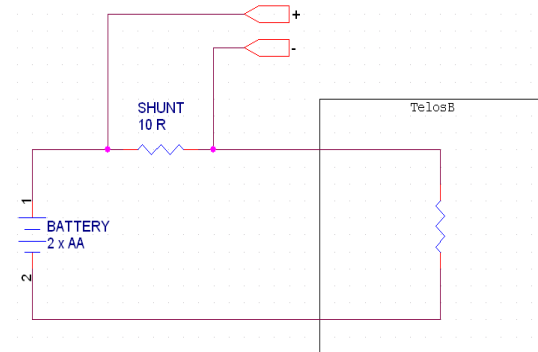 +
-
SHUNT
10 R
TelosB
1
BATTERY
2 x AA
2